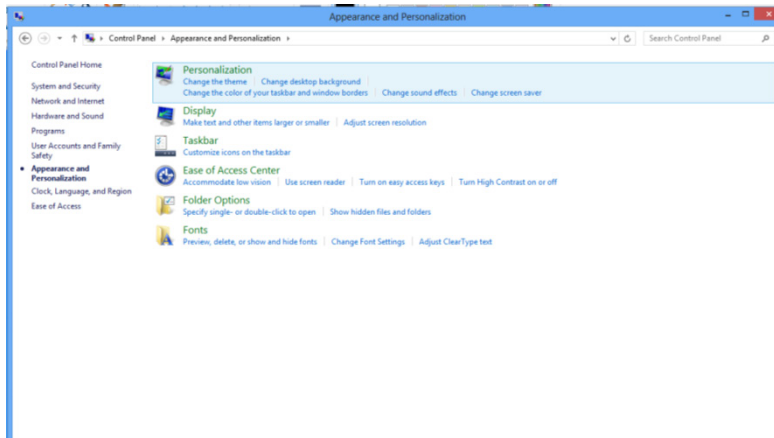 Appearance and Personalization
Control Panel › Appearance and Personalization ›
Search Control Panel
Control Panel Home
System and Security
Network and Internet
Hardware and Sound
Programs
User Accounts and Family
Safety
Appearance and
Personalization
Clock, Language, and Region
Ease of Access
Personalization
Change the theme | Change desktop background
Change the color of your taskbar and window borders | Change sound effects | Change screen saver
Display
Make text and other items larger or smaller | Adjust screen resolution
Taskbar
Customize icons on the taskbar
Ease of Access Center
Accommodate low vision | Use screen reader | Turn on easy access keys | Turn High Contrast on or off
Folder Options
Specify single- or double-click to open | Show hidden files and folders
Fonts
Preview, delete, or show and hide fonts | Change Font Settings | Adjust ClearType text